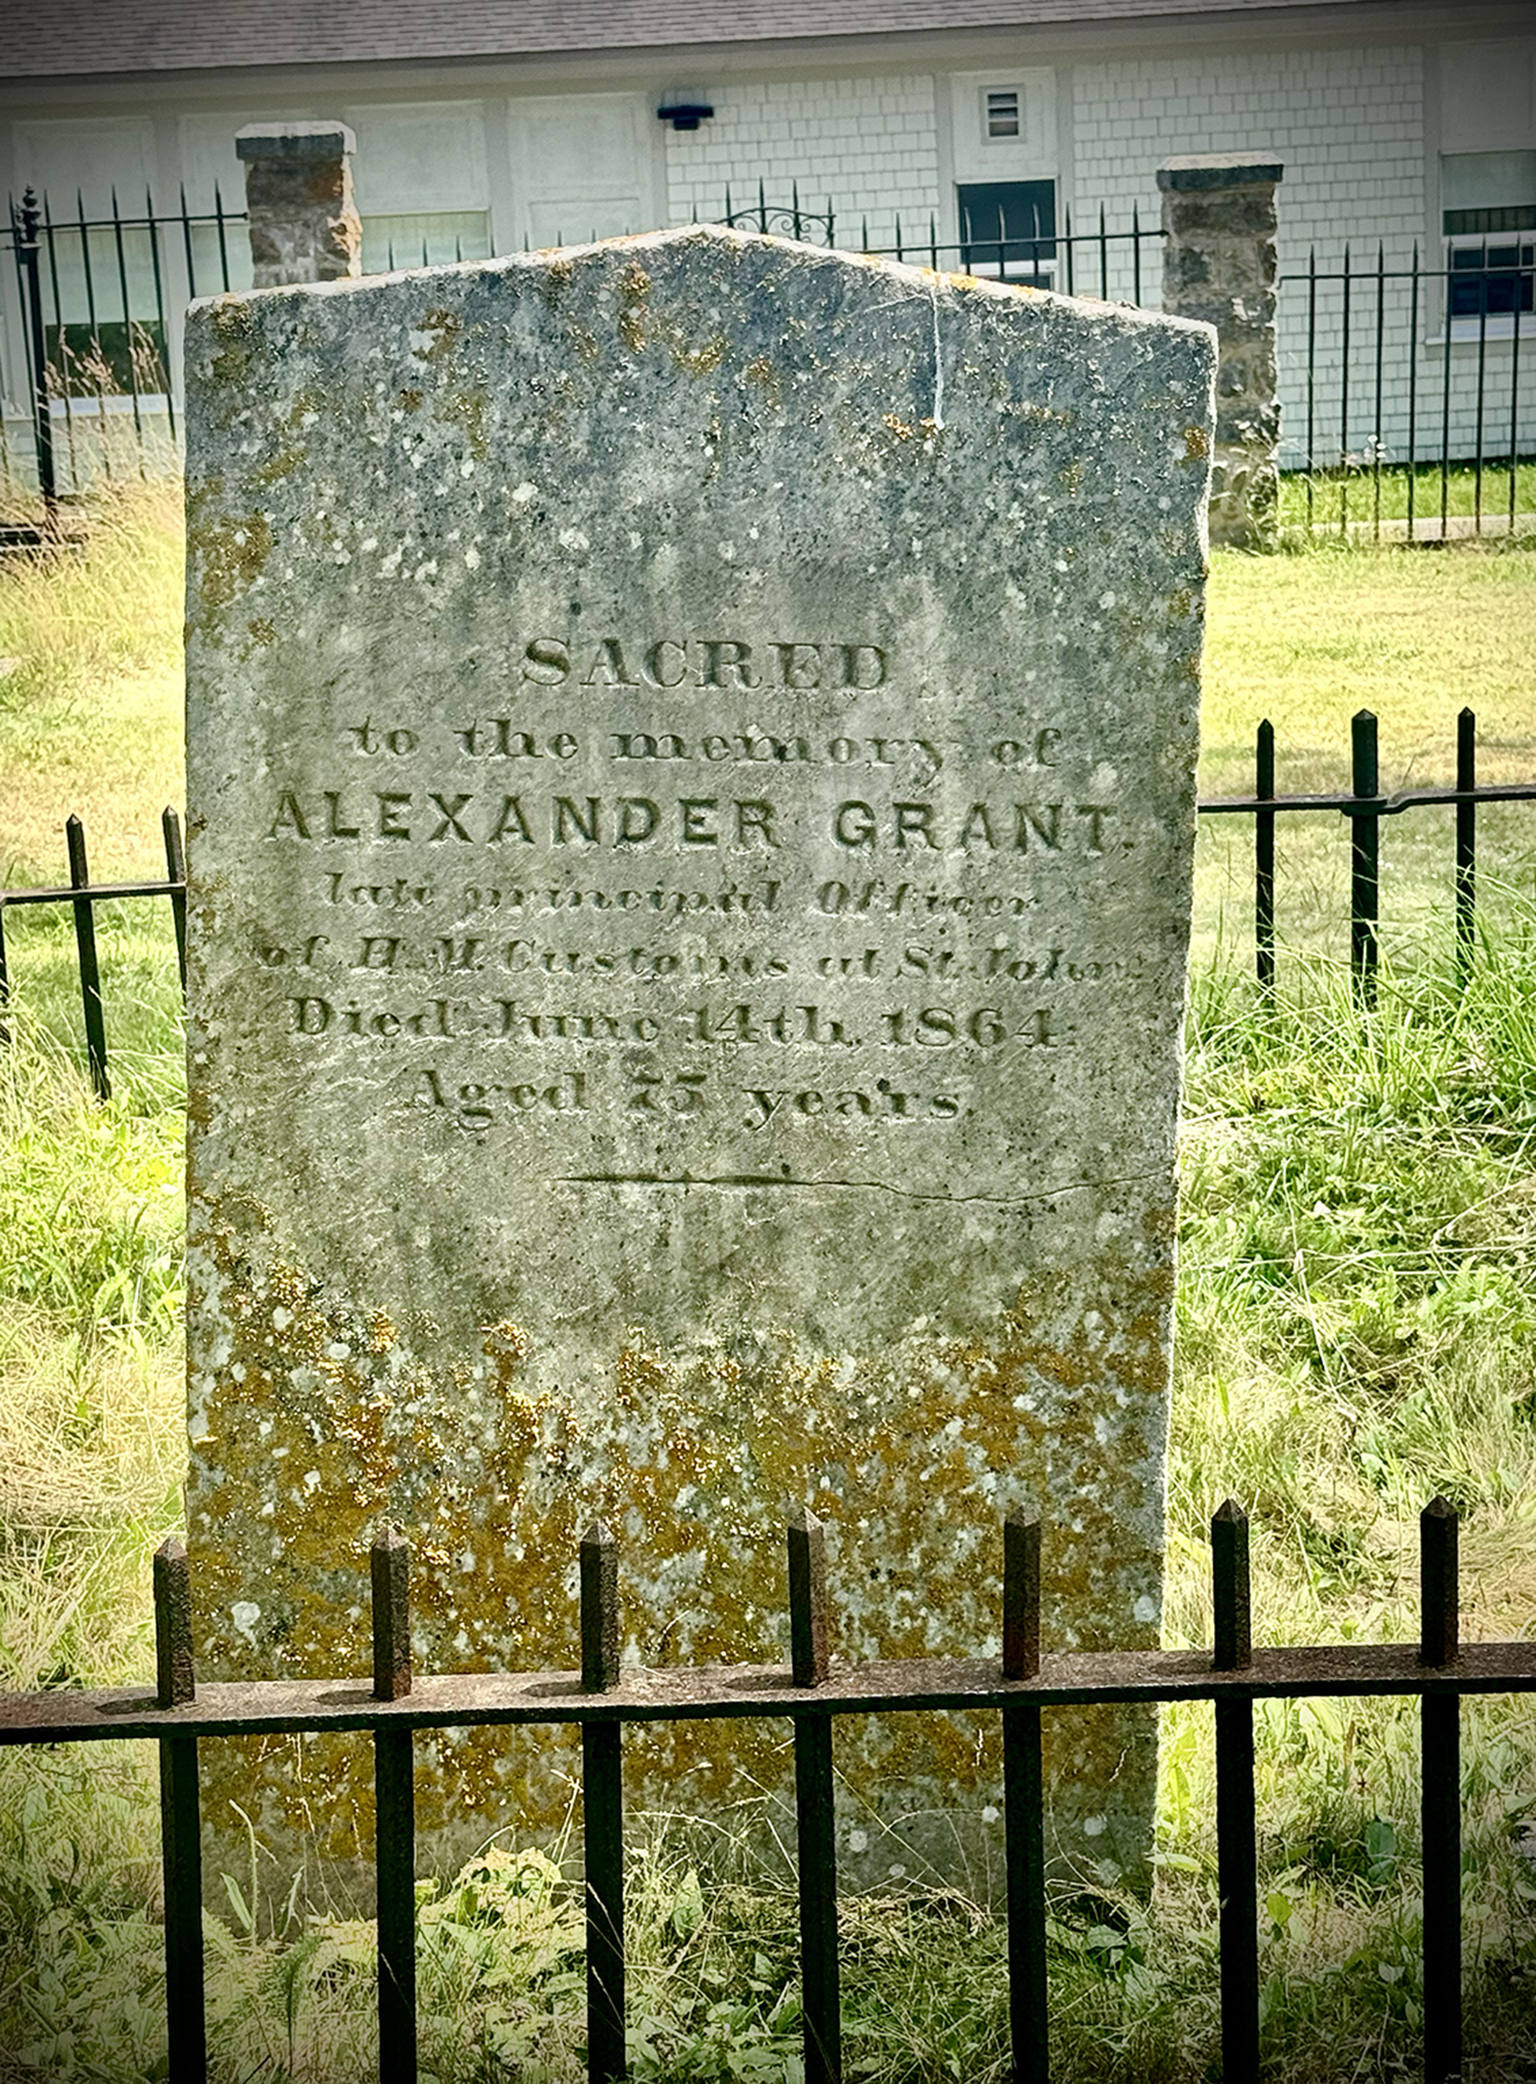 SACRED
to the memory of
ALEXANDER GRANT.
late principal Officer
of H.M. Customs at St. John.
Died June 14th, 1864.
Aged 75 years.